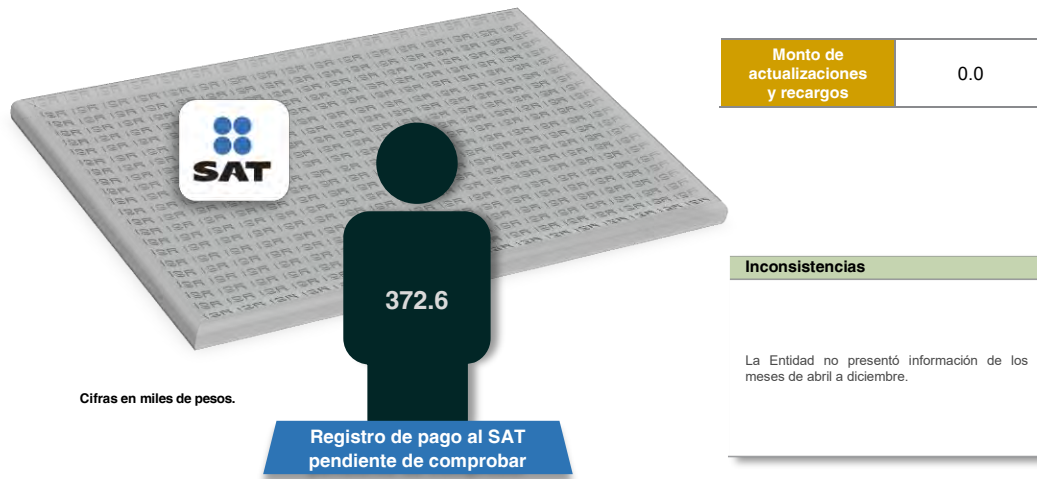 Monto de
actualizaciones
y recargos
0.0
SAT
372.6
Inconsistencias
La Entidad no presentó información de los
meses de abril a diciembre.
Cifras en miles de pesos.
Registro de pago al SAT
pendiente de comprobar